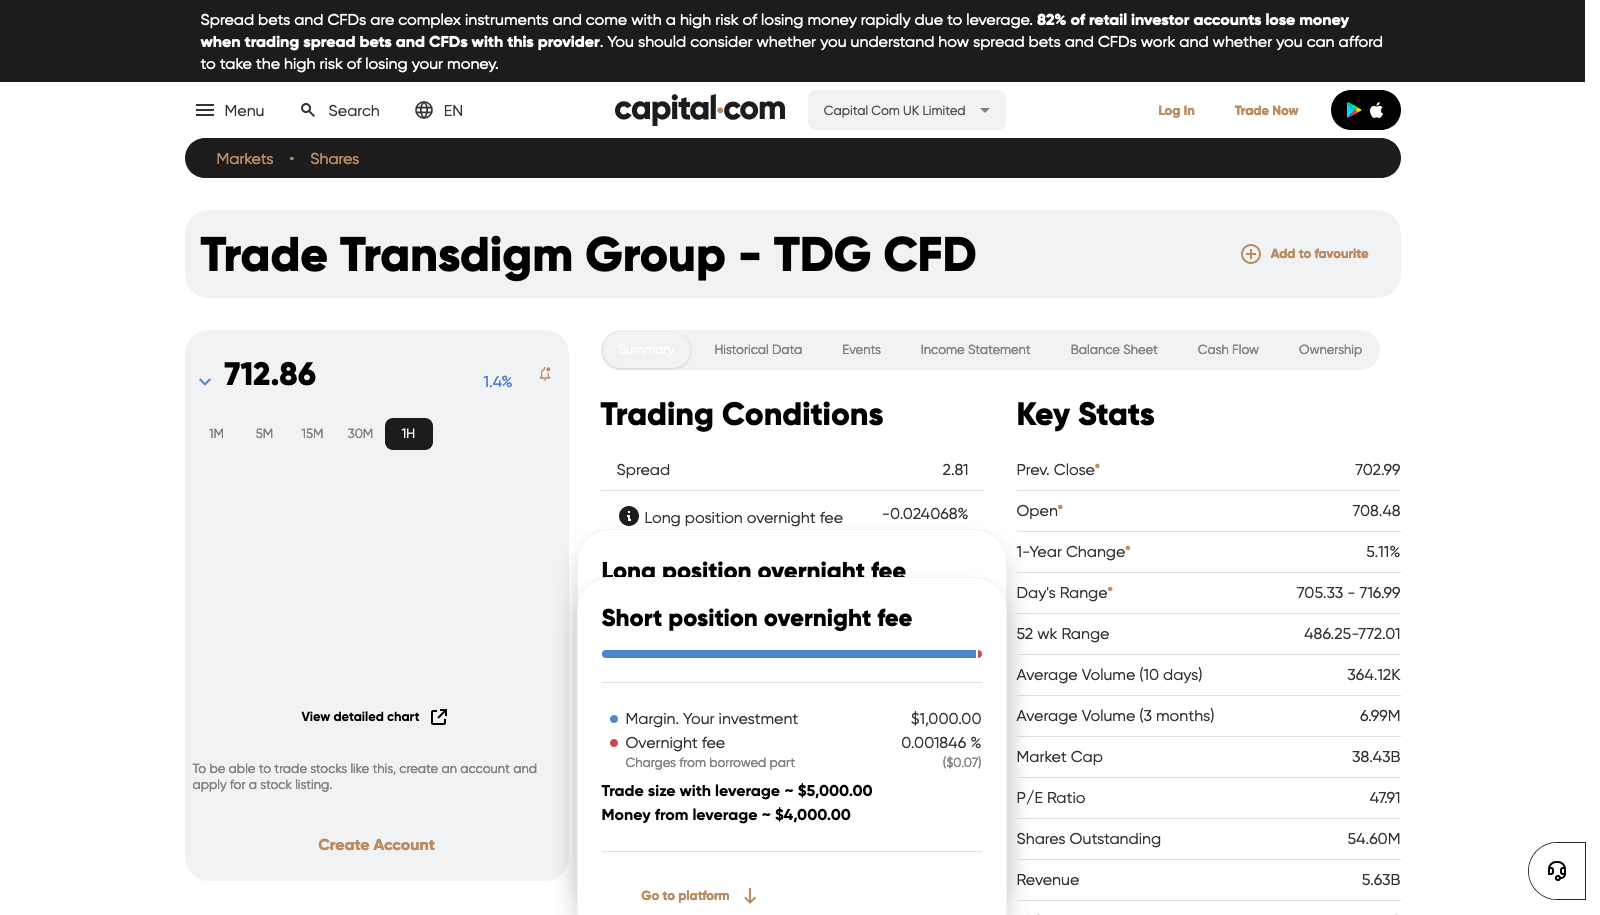 Spread bets and CFDs are complex instruments and come with a high risk of losing money rapidly due to leverage. 82% of retail investor accounts lose money
when trading spread bets and CFDs with this provider. You should consider whether you understand how spread bets and CFDs work and whether you can afford
to take the high risk of losing your money.
Menu
Search
EN
capital.com
Capital Com UK Limited
Log In
Trade Now
Markets
Shares
Trade Transdigm Group - TDG CFD
Add to favourite
712.86
1.4%
1M
5M
15M
30M
1H
View detailed chart
To be able to trade stocks like this, create an account and
apply for a stock listing.
Create Account
Summary
Historical Data
Events
Income Statement
Balance Sheet
Cash Flow
Ownership
Trading Conditions
Spread 2.81
Long position overnight fee -0.024068%
Long position overnight fee
Short position overnight fee
Margin. Your investment $1,000.00
Overnight fee 0.001846 %
Charges from borrowed part ($0.07)
Trade size with leverage ~ $5,000.00
Money from leverage ~ $4,000.00
Go to platform
Key Stats
Prev. Close* 702.99
Open* 708.48
1-Year Change* 5.11%
Day's Range* 705.33 - 716.99
52 wk Range 486.25-772.01
Average Volume (10 days) 364.12K
Average Volume (3 months) 6.99M
Market Cap 38.43B
P/E Ratio 47.91
Shares Outstanding 54.60M
Revenue 5.63B